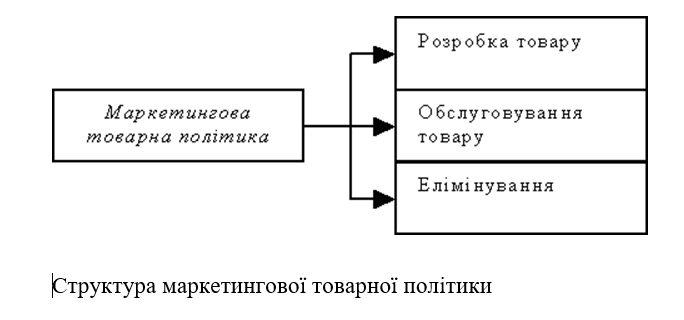 Маркетингова
товарна політика
Розробка товару
Обслуговування
товару
Елімінування
Структура маркетингової товарної політики